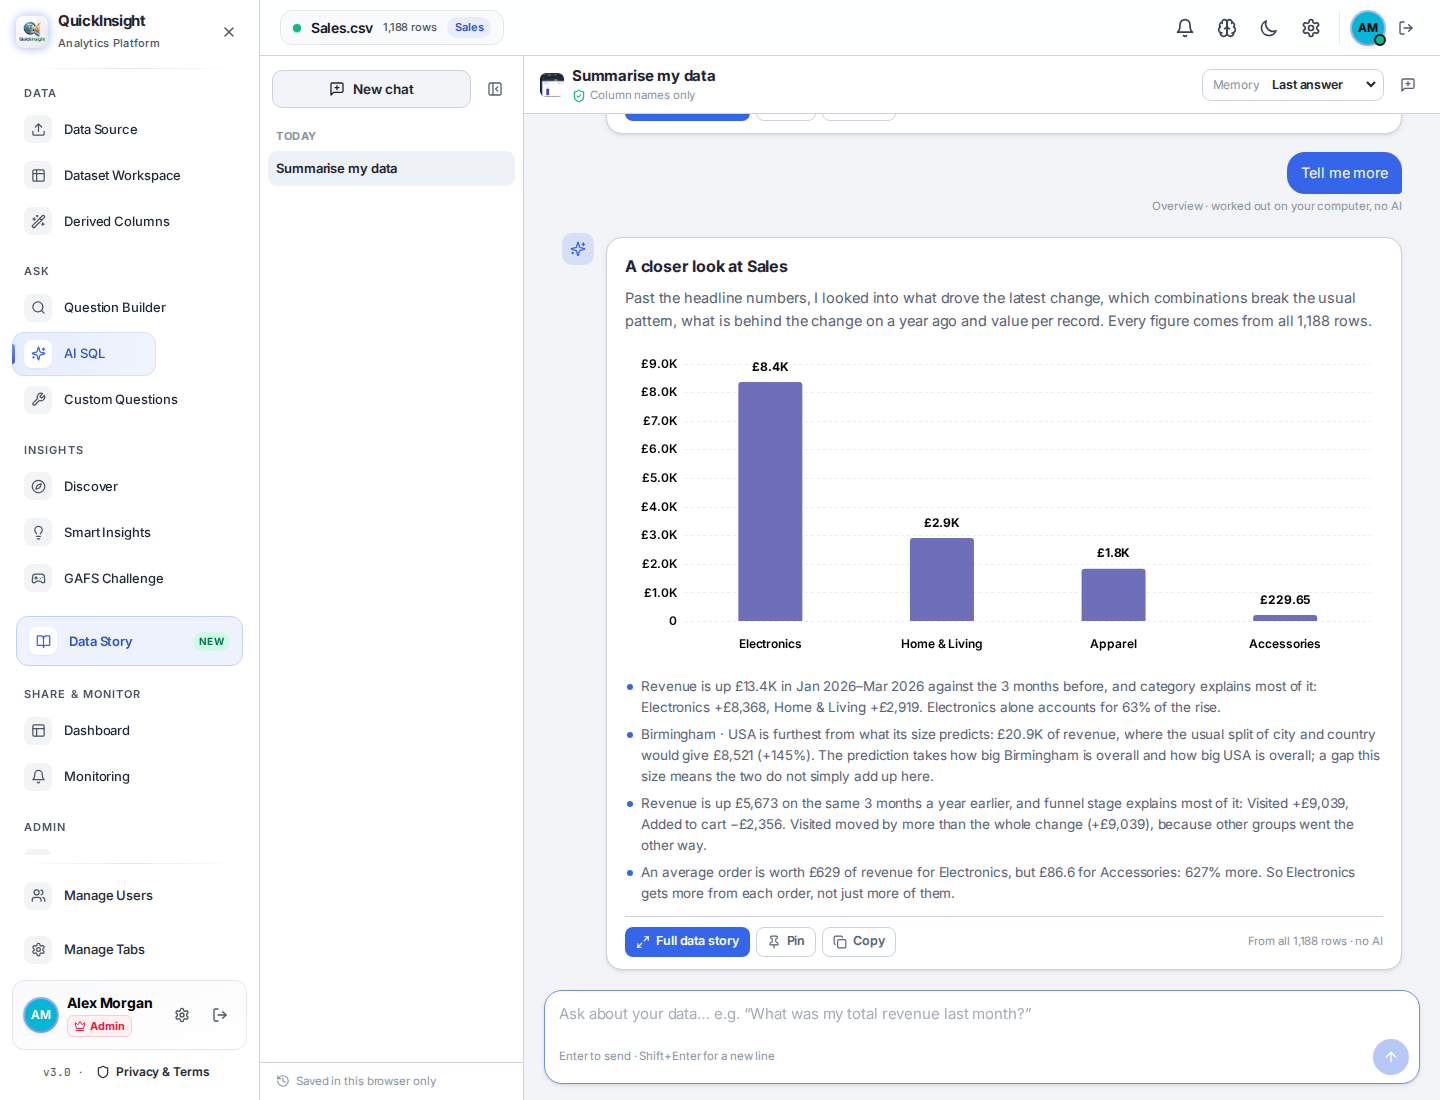 QuickInsight
Analytics Platform
DATA
Data Source
Dataset Workspace
Derived Columns
ASK
Question Builder
AI SQL
Custom Questions
INSIGHTS
Discover
Smart Insights
GAFS Challenge
Data Story NEW
SHARE & MONITOR
Dashboard
Monitoring
ADMIN
Manage Users
Manage Tabs
AM Alex Morgan
Admin
v3.0 · Privacy & Terms
Sales.csv 1,188 rows Sales
AM
New chat
TODAY
Summarise my data
Saved in this browser only
Summarise my data
Column names only
Memory Last answer
Tell me more
Overview · worked out on your computer, no AI
A closer look at Sales
Past the headline numbers, I looked into what drove the latest change, which combinations break the usual
pattern, what is behind the change on a year ago and value per record. Every figure comes from all 1,188 rows.
£9.0K
£8.0K
£7.0K
£6.0K
£5.0K
£4.0K
£3.0K
£2.0K
£1.0K
0
£8.4K
£2.9K
£1.8K
£229.65
Electronics
Home & Living
Apparel
Accessories
Revenue is up £13.4K in Jan 2026–Mar 2026 against the 3 months before, and category explains most of it:
Electronics +£8,368, Home & Living +£2,919. Electronics alone accounts for 63% of the rise.
Birmingham · USA is furthest from what its size predicts: £20.9K of revenue, where the usual split of city and country
would give £8,521 (+145%). The prediction takes how big Birmingham is overall and how big USA is overall; a gap this
size means the two do not simply add up here.
Revenue is up £5,673 on the same 3 months a year earlier, and funnel stage explains most of it: Visited +£9,039,
Added to cart −£2,356. Visited moved by more than the whole change (+£9,039), because other groups went the
other way.
An average order is worth £629 of revenue for Electronics, but £86.6 for Accessories: 627% more. So Electronics
gets more from each order, not just more of them.
Full data story
Pin
Copy
From all 1,188 rows · no AI
Ask about your data... e.g. “What was my total revenue last month?”
Enter to send · Shift+Enter for a new line